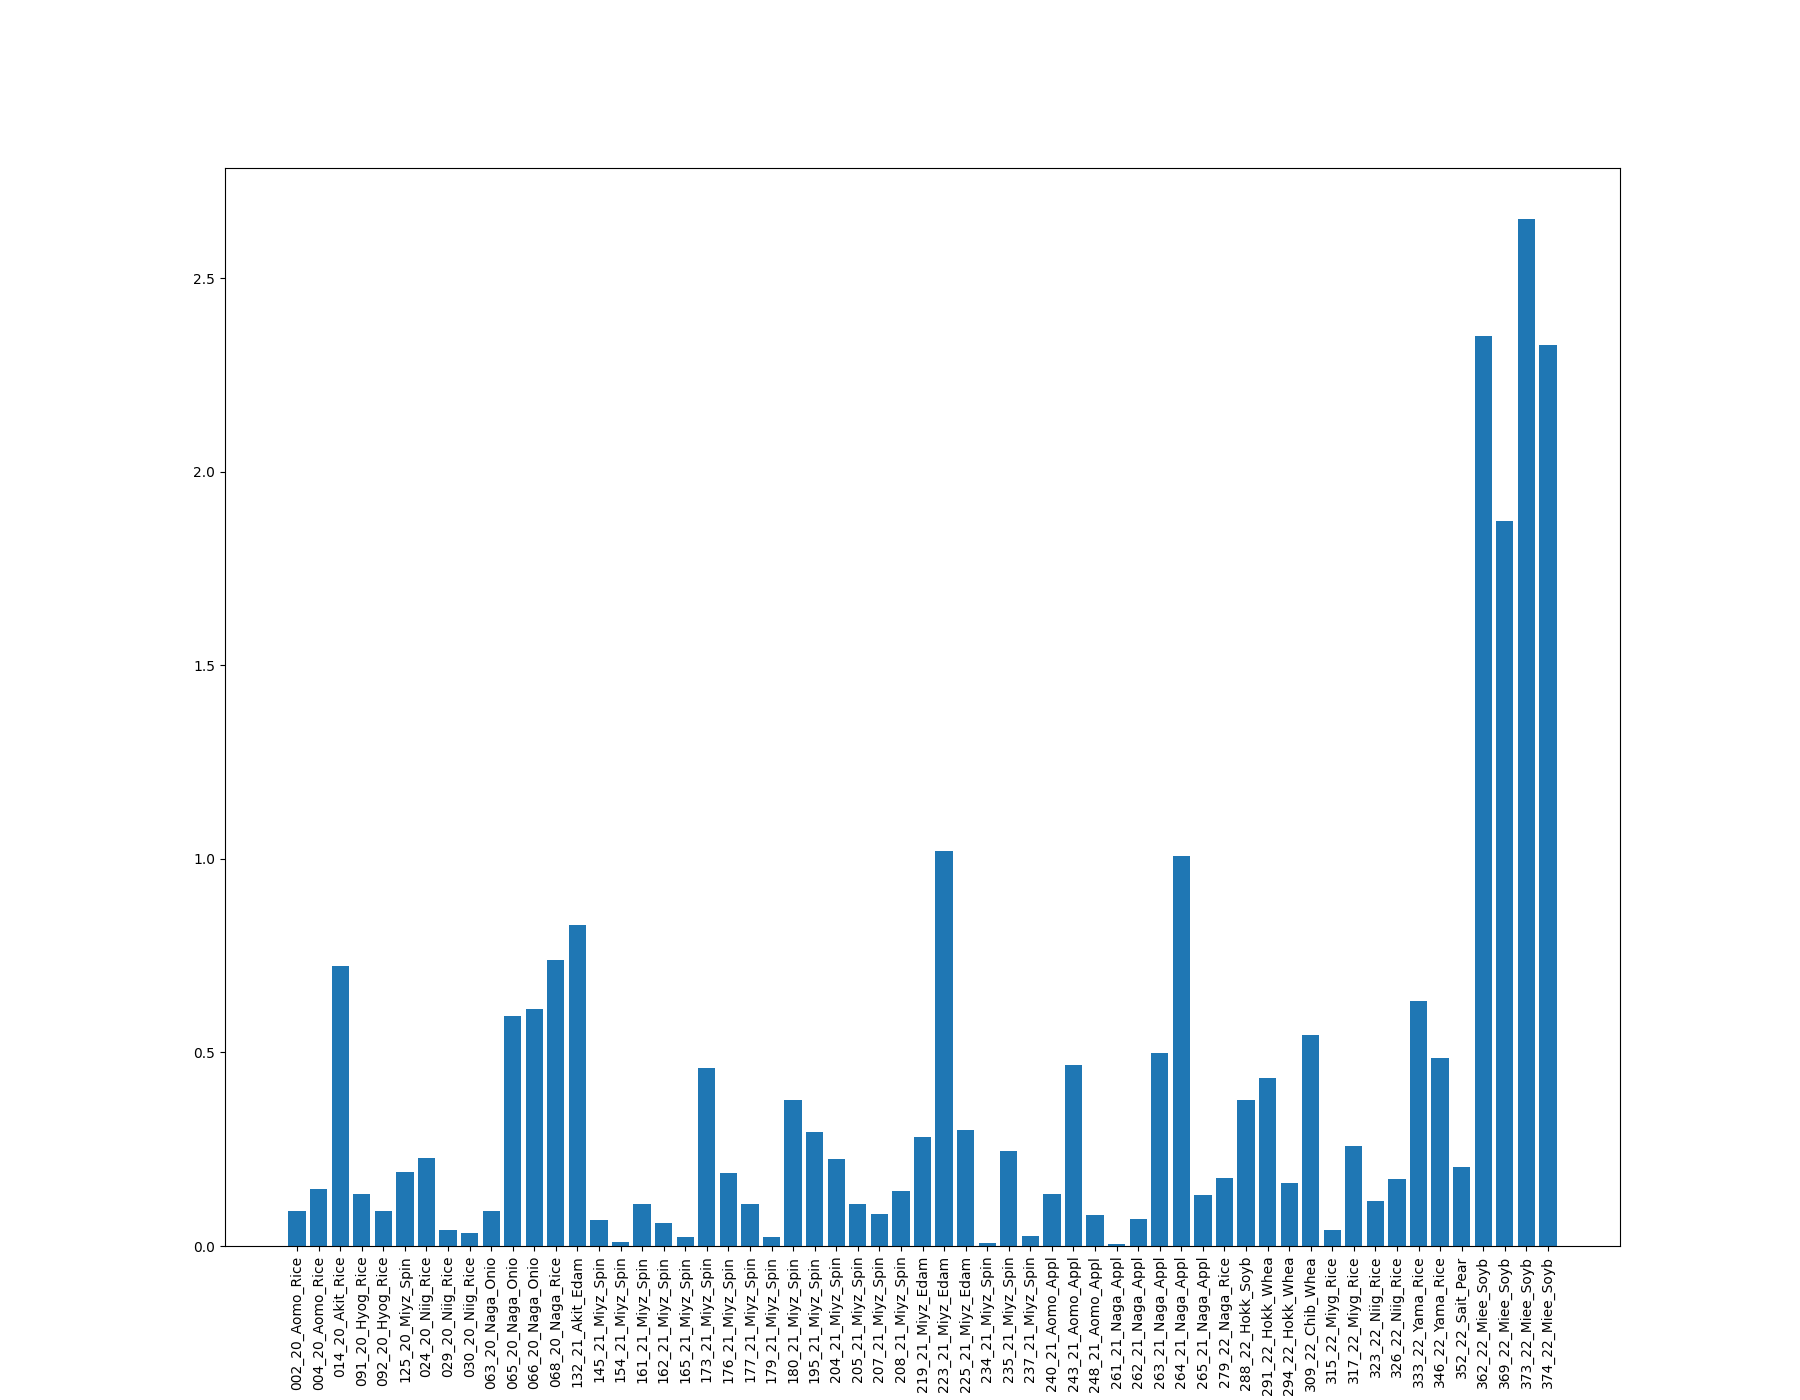 2.5
2.0
1.5
1.0
0.5
0.0
002_20_Aomo_Rice
004_20_Aomo_Rice
014_20_Akit_Rice
091_20_Hyog_Rice
092_20_Hyog_Rice
125_20_Miyz_Spin
024_20_Niig_Rice
029_20_Niig_Rice
030_20_Niig_Rice
063_20_Naga_Onio
065_20_Naga_Onio
066_20_Naga_Onio
068_20_Naga_Rice
132_21_Akit_Edam
145_21_Miyz_Spin
154_21_Miyz_Spin
161_21_Miyz_Spin
162_21_Miyz_Spin
165_21_Miyz_Spin
173_21_Miyz_Spin
176_21_Miyz_Spin
177_21_Miyz_Spin
179_21_Miyz_Spin
180_21_Miyz_Spin
195_21_Miyz_Spin
204_21_Miyz_Spin
205_21_Miyz_Spin
207_21_Miyz_Spin
208_21_Miyz_Spin
219_21_Miyz_Edam
223_21_Miyz_Edam
225_21_Miyz_Edam
234_21_Miyz_Spin
235_21_Miyz_Spin
237_21_Miyz_Spin
240_21_Aomo_Appl
243_21_Aomo_Appl
248_21_Aomo_Appl
261_21_Naga_Appl
262_21_Naga_Appl
263_21_Naga_Appl
264_21_Naga_Appl
265_21_Naga_Appl
279_22_Naga_Rice
288_22_Hokk_Soyb
291_22_Hokk_Whea
294_22_Hokk_Whea
309_22_Chib_Whea
315_22_Miyg_Rice
317_22_Miyg_Rice
323_22_Niig_Rice
326_22_Niig_Rice
333_22_Yama_Rice
346_22_Yama_Rice
352_22_Sait_Pear
362_22_Miee_Soyb
369_22_Miee_Soyb
373_22_Miee_Soyb
374_22_Miee_Soyb